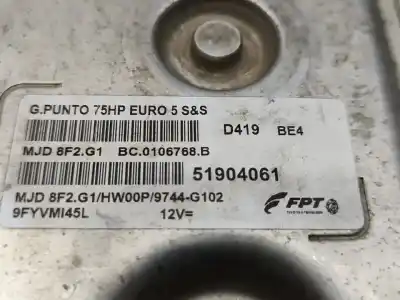 G.PUNTO 75HP EURO 5 S&S
D419 BE4
MJD 8F2.G1 BC.0106768.B
51904061
MJD 8F2.G1/HW00P/9744-G102
9FYVMI45L 12V=
FPT